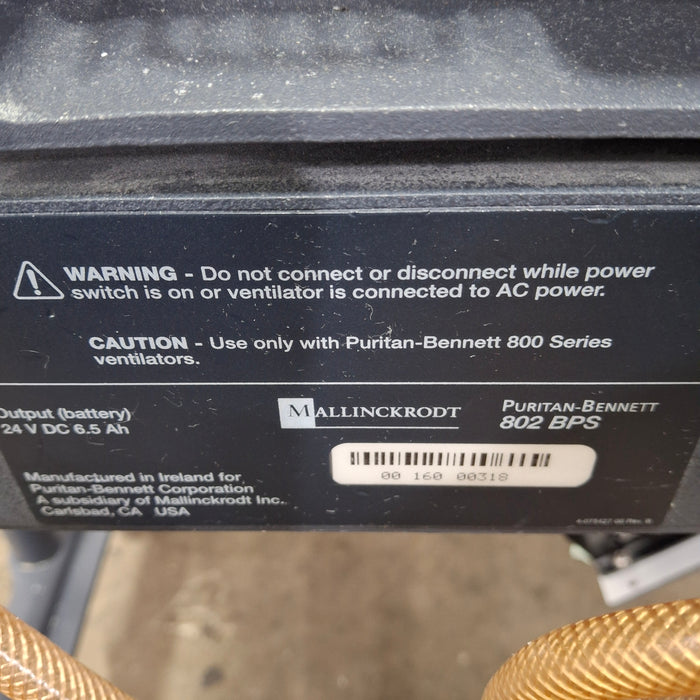 WARNING - Do not connect or disconnect while power
switch is on or ventilator is connected to AC power.
CAUTION - Use only with Puritan-Bennett 800 Series
ventilators.
Output (battery)
24 V DC 6.5 Ah
MALLINCKRODT
PURITAN-BENNETT
802 BPS
00 160 00318
Manufactured in Ireland for
Puritan-Bennett Corporation
A subsidiary of Mallinckrodt Inc.
Carlsbad, CA USA